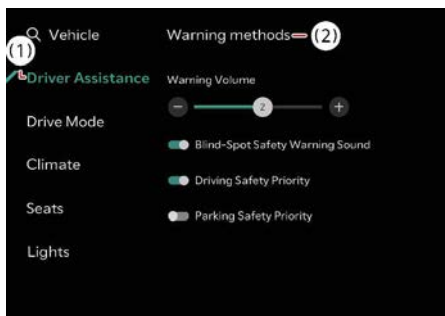 Vehicle
Warning methods
(2)
(1)
Driver Assistance
Warning Volume
2
Drive Mode
Blind-Spot Safety Warning Sound
Climate
Driving Safety Priority
Seats
Parking Safety Priority
Lights